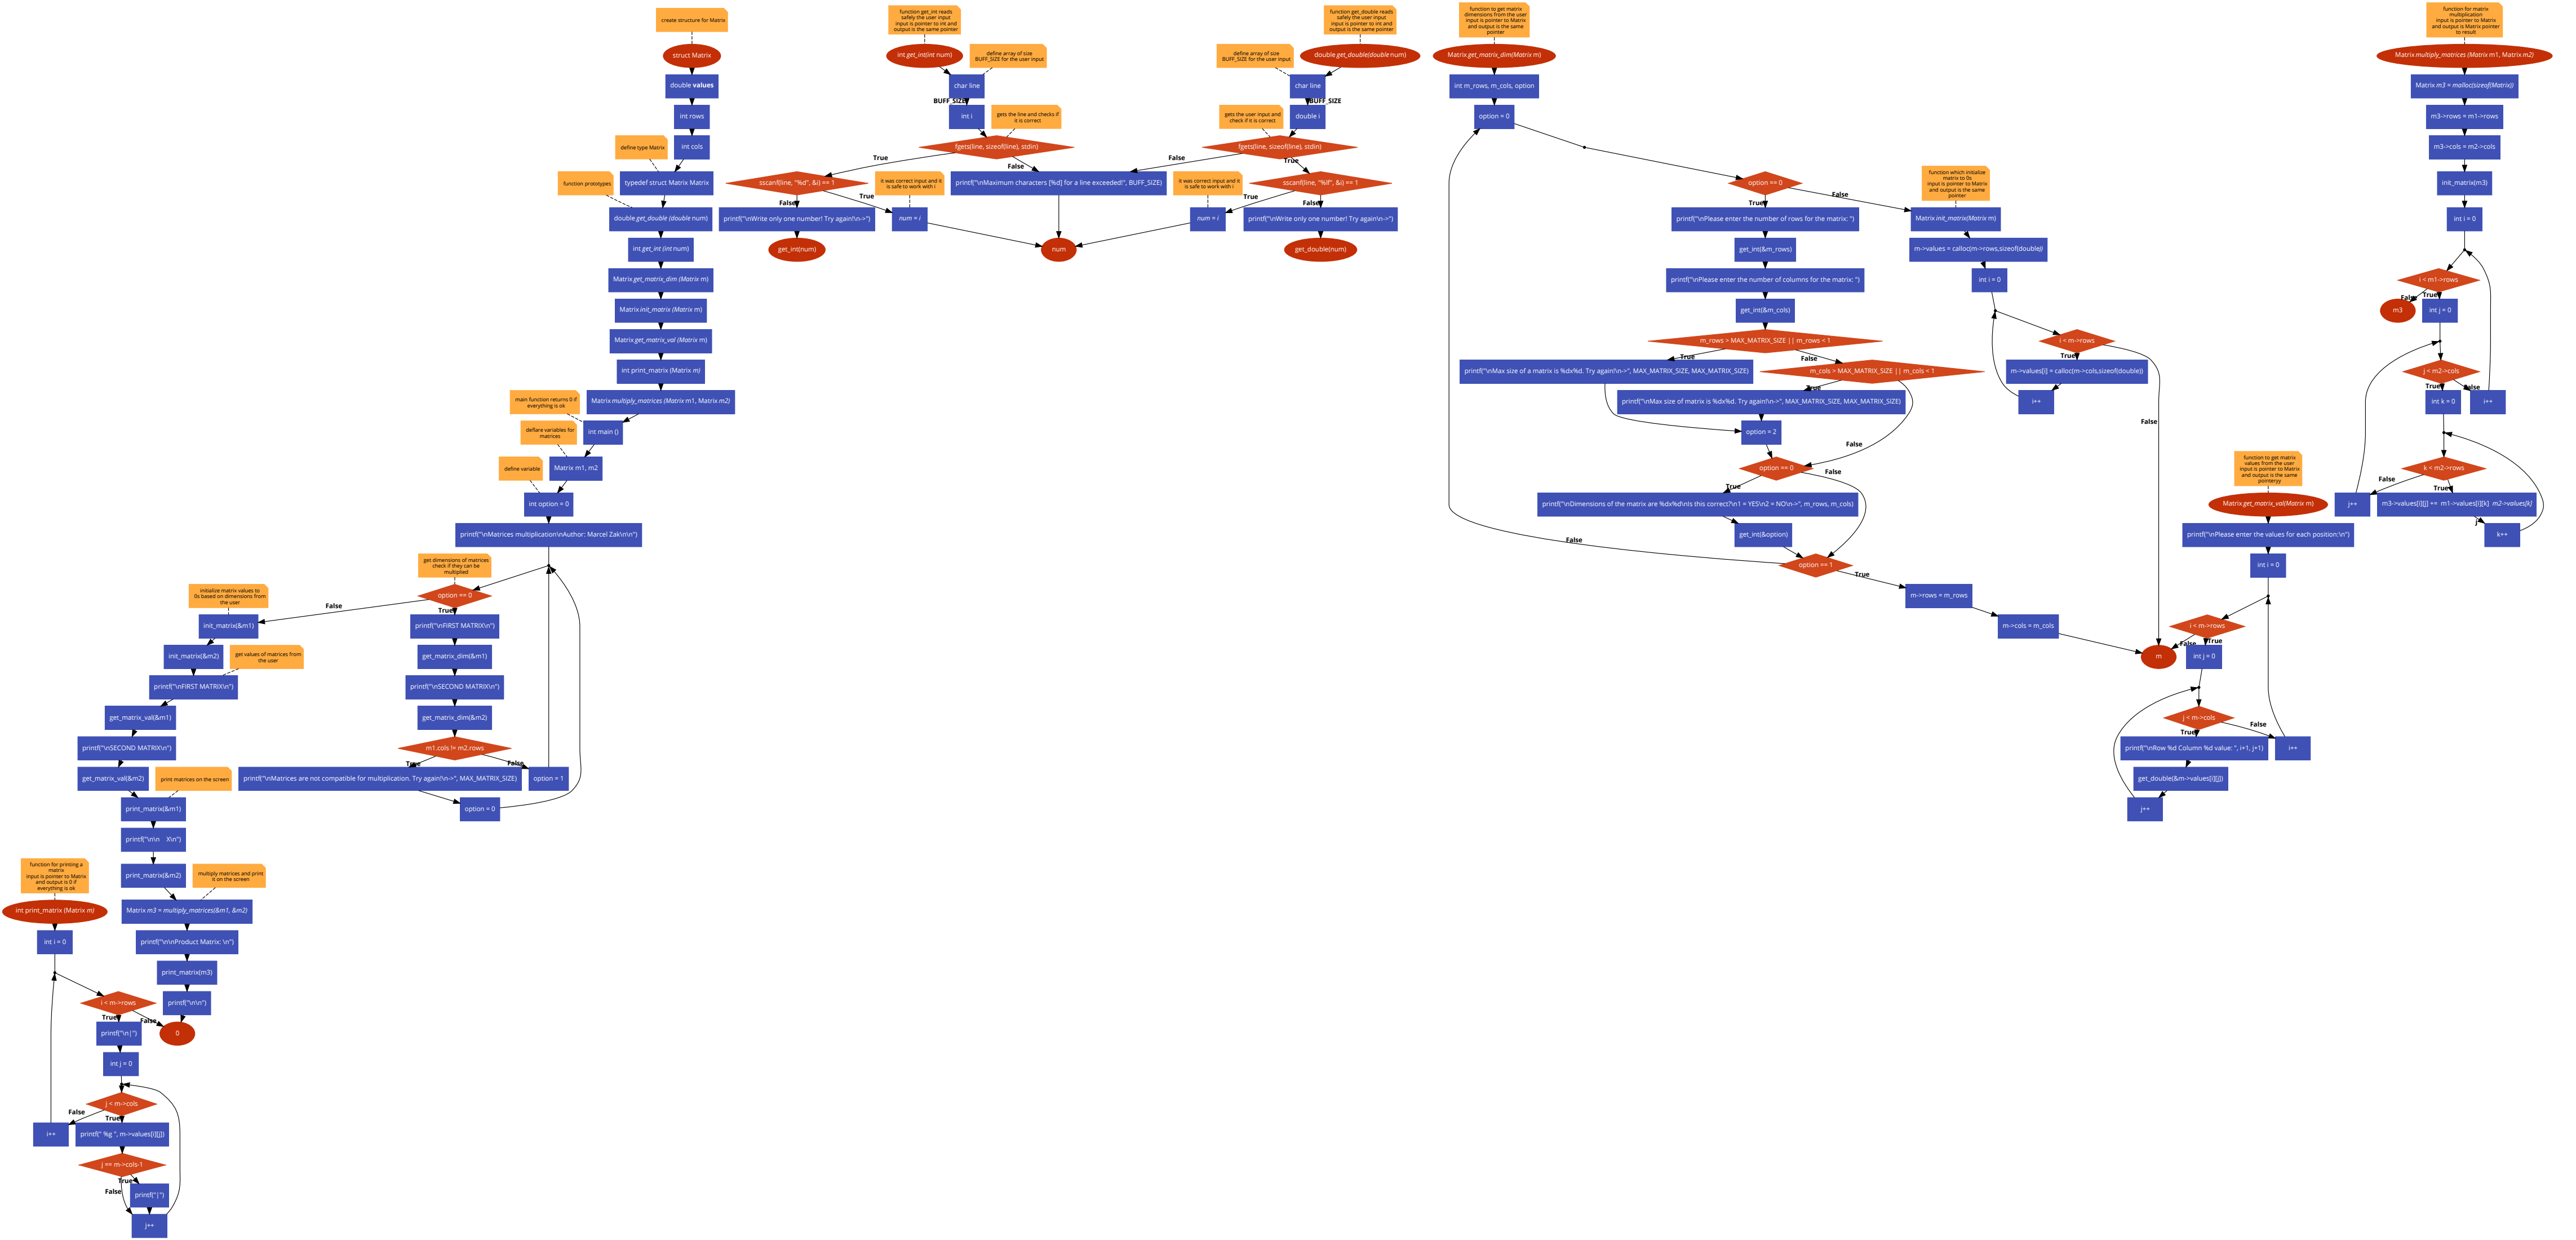 create structure for Matrix
struct Matrix
double values
int rows
int cols
define type Matrix
typedef struct Matrix Matrix
function prototypes
double get_double (double num)
int get_int (int num)
Matrix get_matrix_dim (Matrix m)
Matrix init_matrix (Matrix m)
Matrix get_matrix_val (Matrix m)
int print_matrix (Matrix m)
Matrix multiply_matrices (Matrix m1, Matrix m2)
main function returns 0 if
everything is ok
int main ()
deflare variables for
matrices
Matrix m1, m2
define variable
int option = 0
printf("\nMatrices multiplication\nAuthor: Marcel Zak\n\n")
get dimensions of matrices
check if they can be
multiplied
option == 0
False
True
initialize matrix values to
0s based on dimensions from
the user
init_matrix(&m1)
init_matrix(&m2)
get values of matrices from
the user
printf("\nFIRST MATRIX\n")
get_matrix_val(&m1)
printf("\nSECOND MATRIX\n")
get_matrix_val(&m2)
print matrices on the screen
print_matrix(&m1)
printf("\n\n    X\n")
print_matrix(&m2)
multiply matrices and print
it on the screen
Matrix m3 = multiply_matrices(&m1, &m2)
printf("\n\nProduct Matrix: \n")
print_matrix(m3)
printf("\n\n")
0
printf("\nFIRST MATRIX\n")
get_matrix_dim(&m1)
printf("\nSECOND MATRIX\n")
get_matrix_dim(&m2)
m1.cols != m2.rows
True
False
printf("\nMatrices are not compatible for multiplication. Try again!\n->", MAX_MATRIX_SIZE)
option = 1
option = 0
function for printing a
matrix
input is pointer to Matrix
and output is 0 if
everything is ok
int print_matrix (Matrix m)
int i = 0
i < m->rows
True
False
printf("\n|")
int j = 0
j < m->cols
False
True
i++
printf(" %g ", m->values[i][j])
j == m->cols-1
True
False
printf("|")
j++
function get_int reads
safely the user input
input is pointer to int and
output is the same pointer
int get_int(int num)
define array of size
BUFF_SIZE for the user input
char line
BUFF_SIZE
int i
gets the line and checks if
it is correct
fgets(line, sizeof(line), stdin)
True
False
sscanf(line, "%d", &i) == 1
it was correct input and it
is safe to work with i
False
True
printf("\nWrite only one number! Try again!\n->")
num = i
get_int(num)
printf("\nMaximum characters [%d] for a line exceeded!", BUFF_SIZE)
num
function get_double reads
safely the user input
input is pointer to int and
output is the same pointer
double get_double(double num)
define array of size
BUFF_SIZE for the user input
char line
BUFF_SIZE
double i
gets the user input and
check if it is correct
fgets(line, sizeof(line), stdin)
False
True
sscanf(line, "%lf", &i) == 1
it was correct input and it
is safe to work with i
True
False
num = i
printf("\nWrite only one number! Try again\n->")
get_double(num)
function to get matrix
dimensions from the user
input is pointer to Matrix
and output is the same
pointer
Matrix get_matrix_dim(Matrix m)
int m_rows, m_cols, option
option = 0
option == 0
True
False
printf("\nPlease enter the number of rows for the matrix: ")
get_int(&m_rows)
printf("\nPlease enter the number of columns for the matrix: ")
get_int(&m_cols)
m_rows > MAX_MATRIX_SIZE || m_rows < 1
True
False
printf("\nMax size of a matrix is %dx%d. Try again!\n->", MAX_MATRIX_SIZE, MAX_MATRIX_SIZE)
m_cols > MAX_MATRIX_SIZE || m_cols < 1
True
False
printf("\nMax size of matrix is %dx%d. Try again!\n->", MAX_MATRIX_SIZE, MAX_MATRIX_SIZE)
option = 2
option == 0
True
False
printf("\nDimensions of the matrix are %dx%d\nIs this correct?\n1 = YES\n2 = NO\n->", m_rows, m_cols)
get_int(&option)
option == 1
False
True
m->rows = m_rows
m->cols = m_cols
m
function which initialize
matrix to 0s
input is pointer to Matrix
and output is the same
pointer
Matrix init_matrix(Matrix m)
m->values = calloc(m->rows,sizeof(double))
int i = 0
i < m->rows
True
False
m->values[i] = calloc(m->cols,sizeof(double))
i++
function to get matrix
values from the user
input is pointer to Matrix
and output is the same
pointeryy
Matrix get_matrix_val(Matrix m)
printf("\nPlease enter the values for each position:\n")
int i = 0
i < m->rows
False
True
int j = 0
j < m->cols
True
False
printf("\nRow %d Column %d value: ", i+1, j+1)
i++
get_double(&m->values[i][j])
j++
function for matrix
multiplication
input is pointer to Matrix
and output is Matrix pointer
to result
Matrix multiply_matrices (Matrix m1, Matrix m2)
Matrix m3 = malloc(sizeof(Matrix))
m3->rows = m1->rows
m3->cols = m2->cols
init_matrix(m3)
int i = 0
i < m1->rows
False
True
m3
int j = 0
j < m2->cols
True
False
int k = 0
i++
k < m2->rows
False
True
j++
m3->values[i][j] += m1->values[i][k] m2->values[k]
j
k++